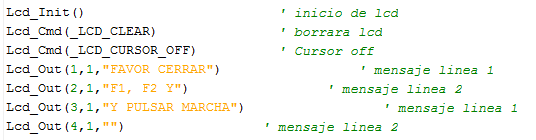 Lcd_Init() ' inicio de lcd
Lcd_Cmd(_LCD_CLEAR) ' borrara lcd
Lcd_Cmd(_LCD_CURSOR_OFF) ' Cursor off
Lcd_Out(1,1,"FAVOR CERRAR") ' mensaje linea 1
Lcd_Out(2,1,"F1, F2 Y") ' mensaje linea 2
Lcd_Out(3,1,"Y PULSAR MARCHA") ' mensaje linea 1
Lcd_Out(4,1,"") ' mensaje linea 2